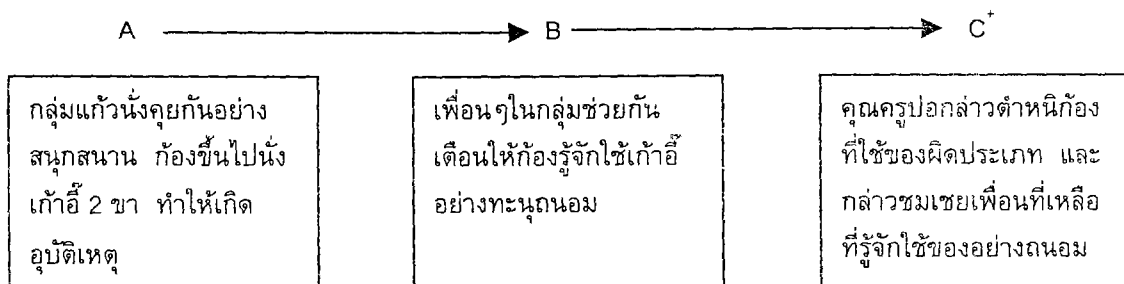 A B C+
กลุ่มแก้วนั่งคุยกันอย่าง
สนุกสนาน ก้องขึ้นไปนั่ง
เก้าอี้ 2 ขา ทำให้เกิด
อุบัติเหตุ
เพื่อนๆในกลุ่มช่วยกัน
เตือนให้ก้องรู้จักใช้เก้าอี้
อย่างทะนุถนอม
คุณครูปอกล่าวตำหนิก้อง
ที่ใช้ของผิดประเภท และ
กล่าวชมเชยเพื่อนที่เหลือ
ที่รู้จักใช้ของอย่างถนอม